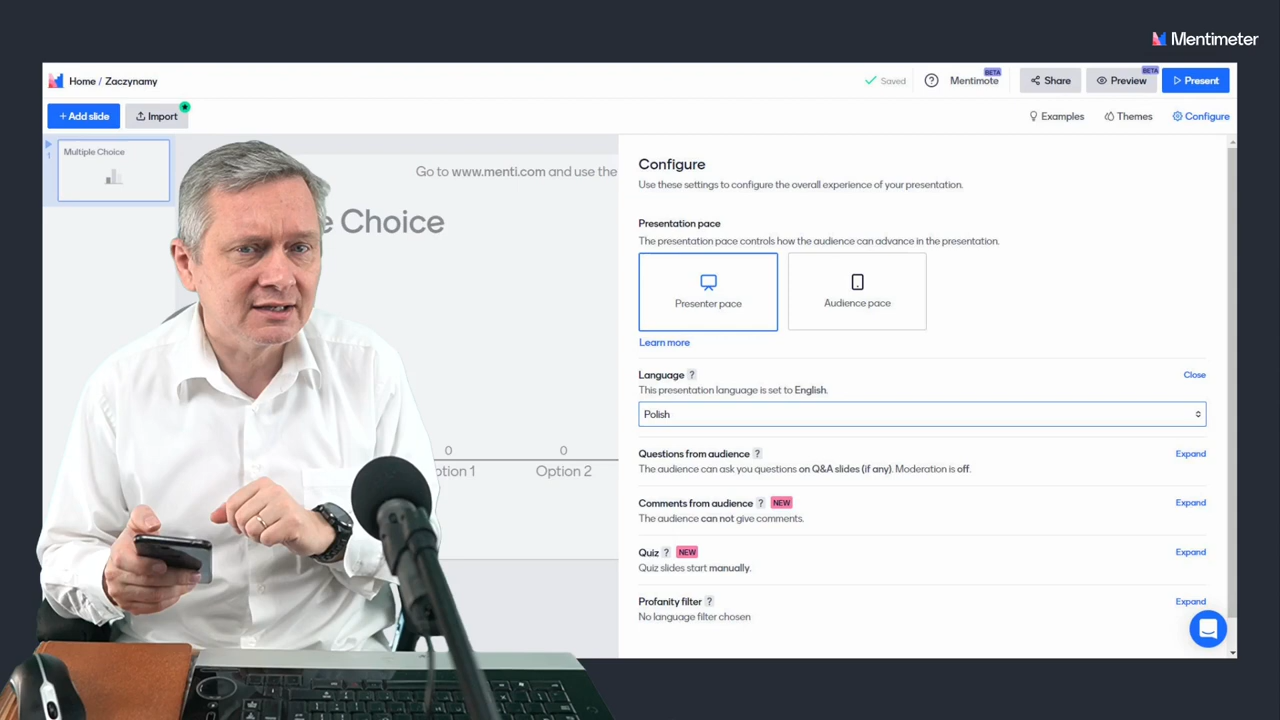 Mentimeter
Home / Zaczynamy
Saved
?
Mentimote
BETA
Share
Preview
BETA
Present
+ Add slide
Import
Examples
Themes
Configure
1
Multiple Choice
Go to www.menti.com and use the
e Choice
0
0
ption 1
Option 2
Configure
Use these settings to configure the overall experience of your presentation.
Presentation pace
The presentation pace controls how the audience can advance in the presentation.
Presenter pace
Audience pace
Learn more
Language ?
Close
This presentation language is set to English.
Polish
Questions from audience ?
Expand
The audience can ask you questions on Q&A slides (if any). Moderation is off.
Comments from audience ? NEW
Expand
The audience can not give comments.
Quiz ? NEW
Expand
Quiz slides start manually.
Profanity filter ?
Expand
No language filter chosen